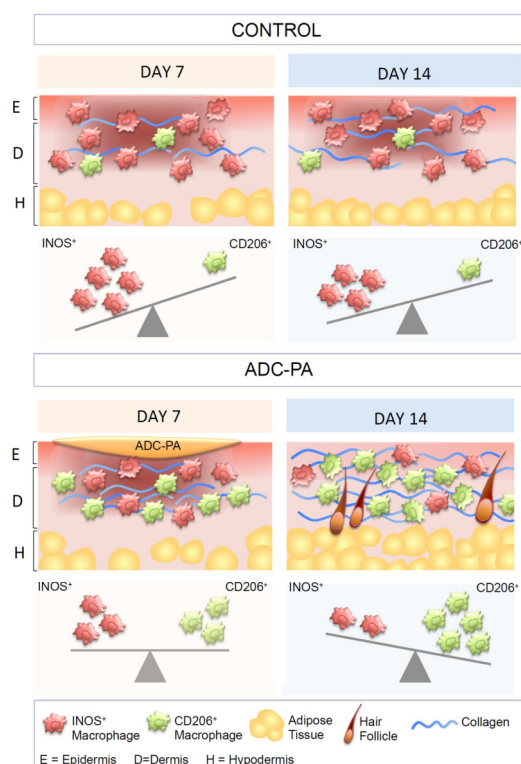 CONTROL
DAY 7
DAY 14
E
D
H
INOS⁺
CD206⁺
INOS⁺
CD206⁺
ADC-PA
DAY 7
DAY 14
ADC-PA
E
D
H
INOS⁺
CD206⁺
INOS⁺
CD206⁺
INOS⁺
Macrophage
CD206⁺
Macrophage
Adipose
Tissue
Hair
Follicle
Collagen
E = Epidermis D=Dermis H = Hypodermis